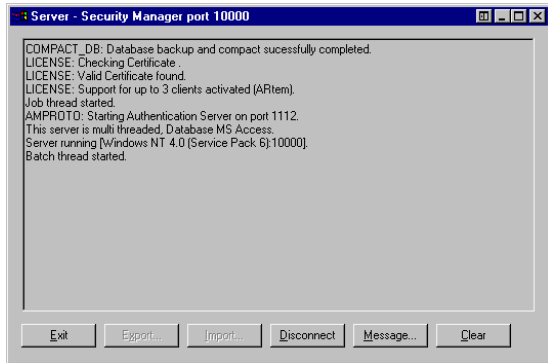 Server - Security Manager port 10000
COMPACT_DB: Database backup and compact sucessfully completed.
LICENSE: Checking Certificate .
LICENSE: Valid Certificate found.
LICENSE: Support for up to 3 clients activated (ARtem).
Job thread started.
AMPROTO: Starting Authentication Server on port 1112.
This server is multi threaded, Database MS Access.
Server running [Windows NT 4.0 (Service Pack 6):10000].
Batch thread started.
Exit Export... Import... Disconnect Message... Clear